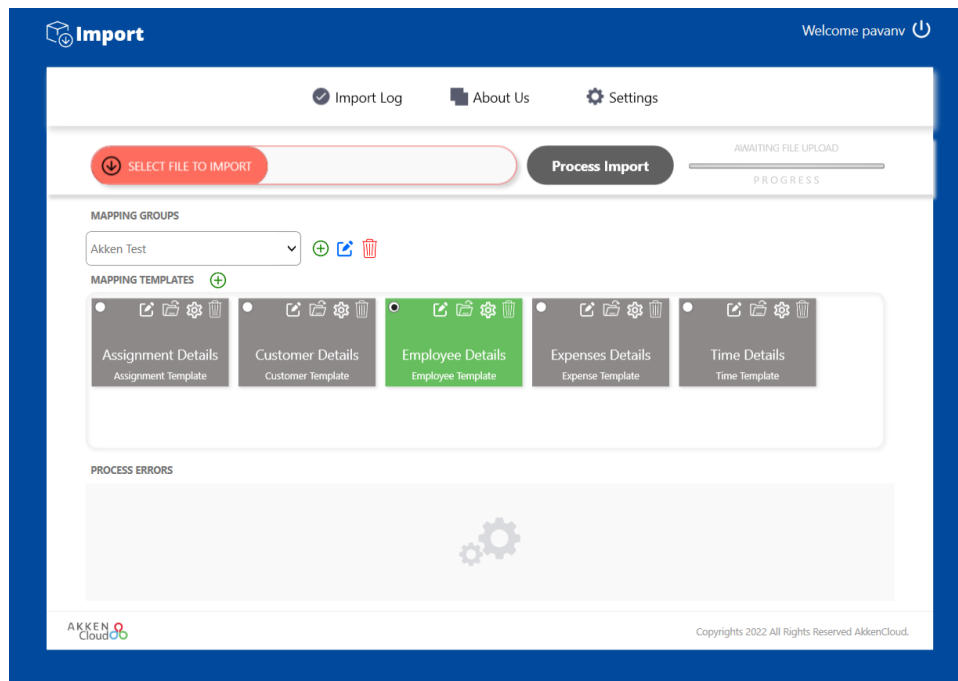 Import
Welcome pavanv
Import Log
About Us
Settings
SELECT FILE TO IMPORT
Process Import
AWAITING FILE UPLOAD
PROGRESS
MAPPING GROUPS
Akken Test
MAPPING TEMPLATES
Assignment Details
Assignment Template
Customer Details
Customer Template
Employee Details
Employee Template
Expenses Details
Expense Template
Time Details
Time Template
PROCESS ERRORS
AKKEN
Cloud
Copyrights 2022 All Rights Reserved AkkenCloud.